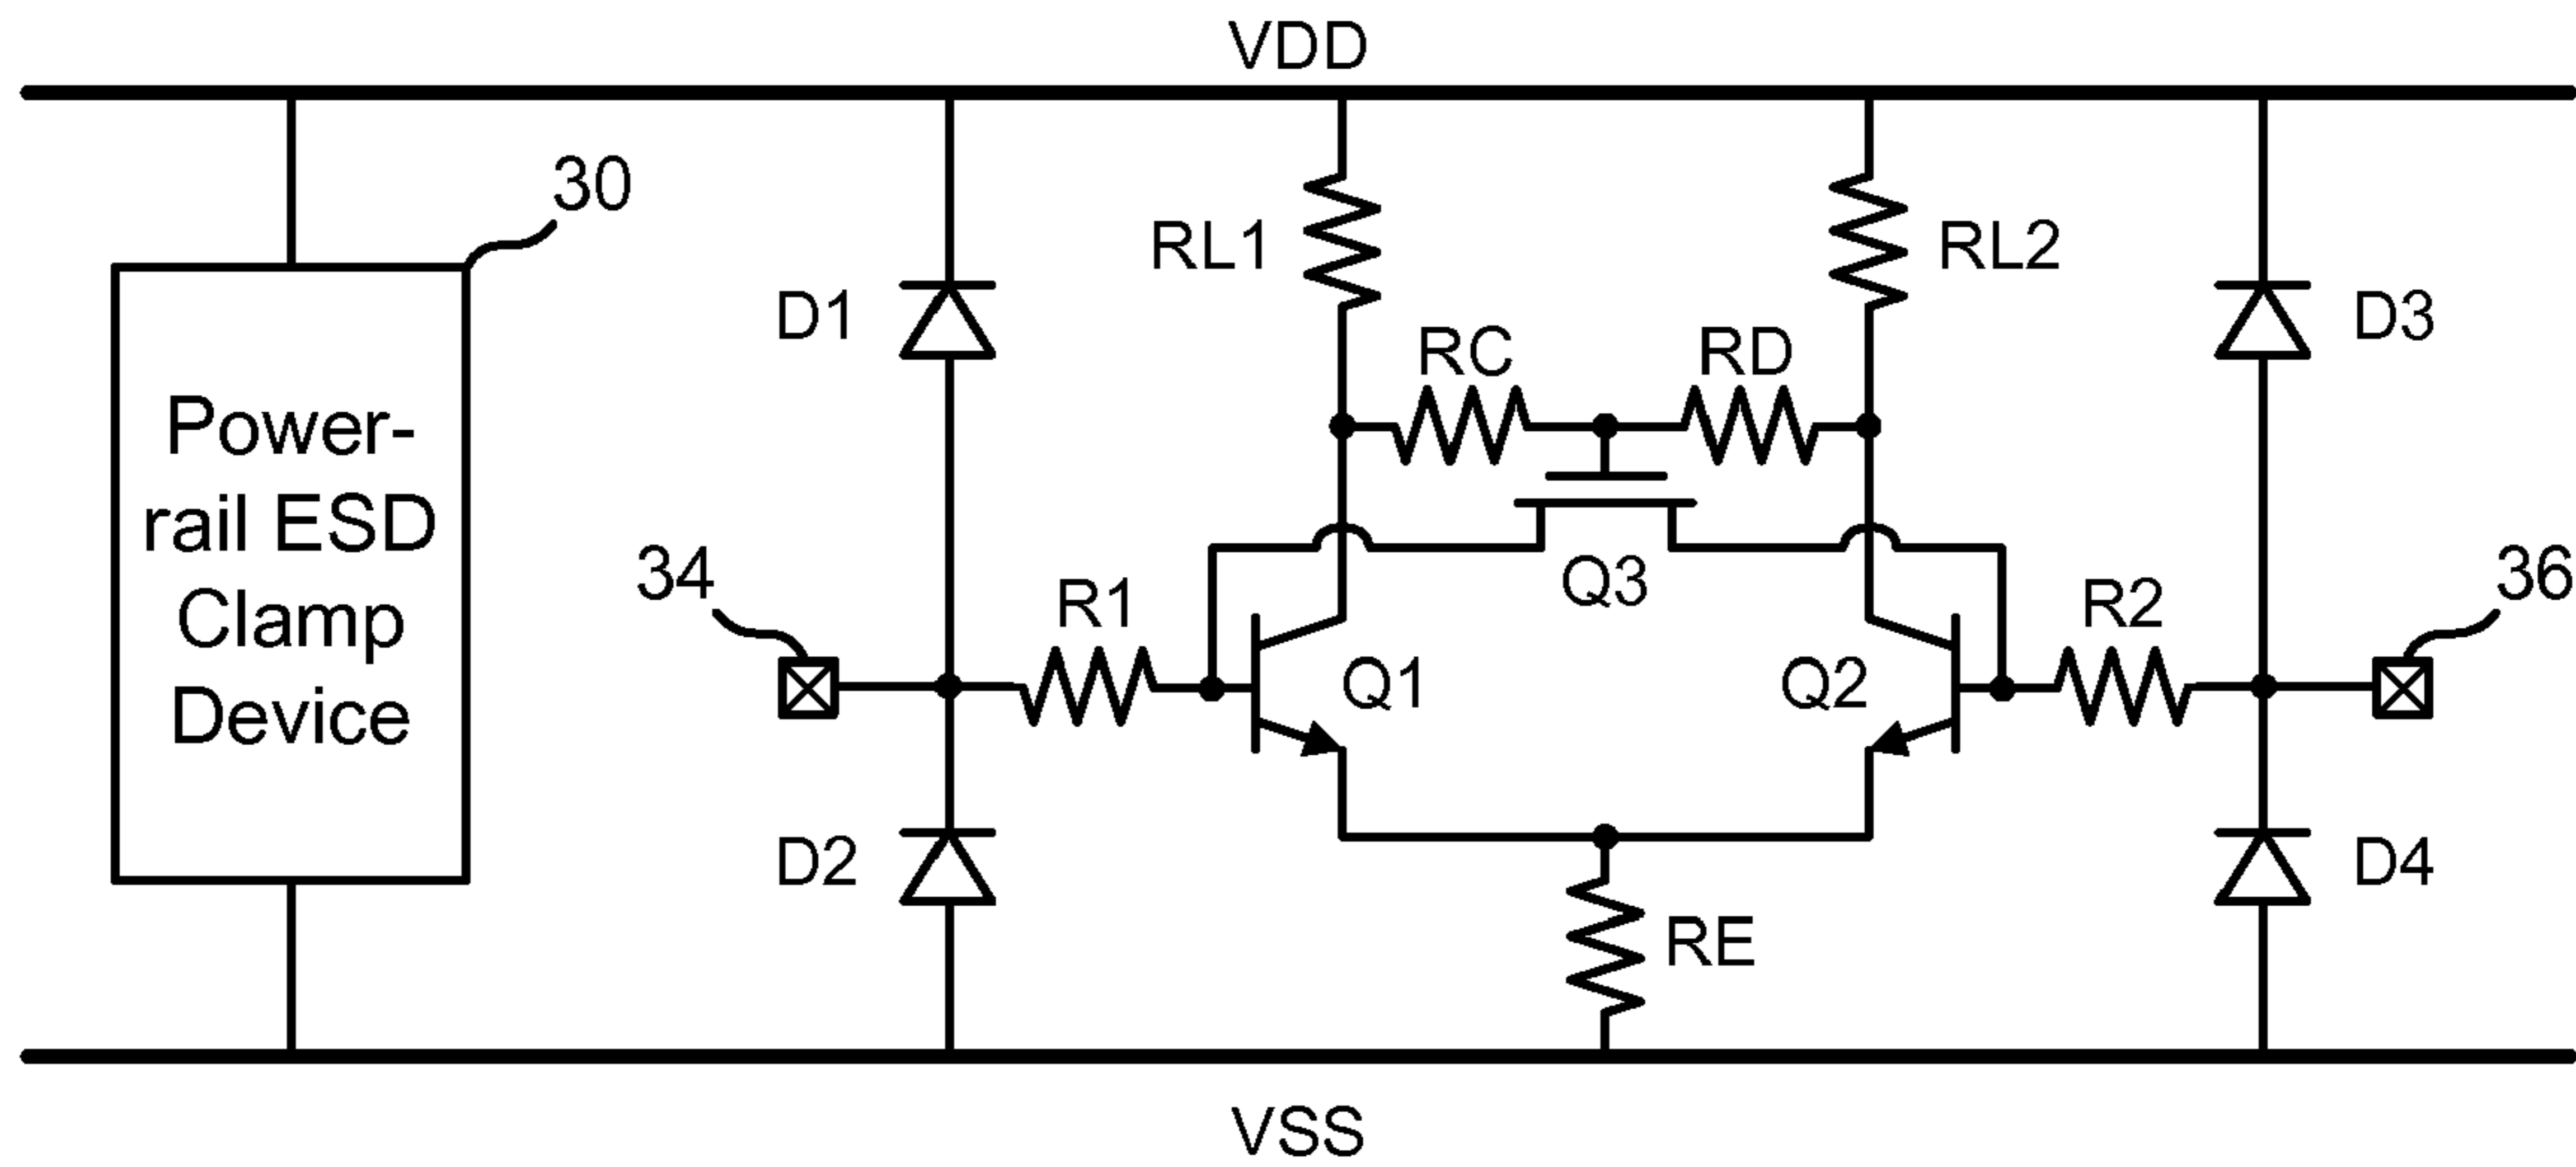 VDD
30
RL1
RL2
D1
D3
RC
RD
Power-
rail ESD
Clamp
Device
34
R1
Q3
R2
36
Q1
Q2
D2
D4
RE
VSS